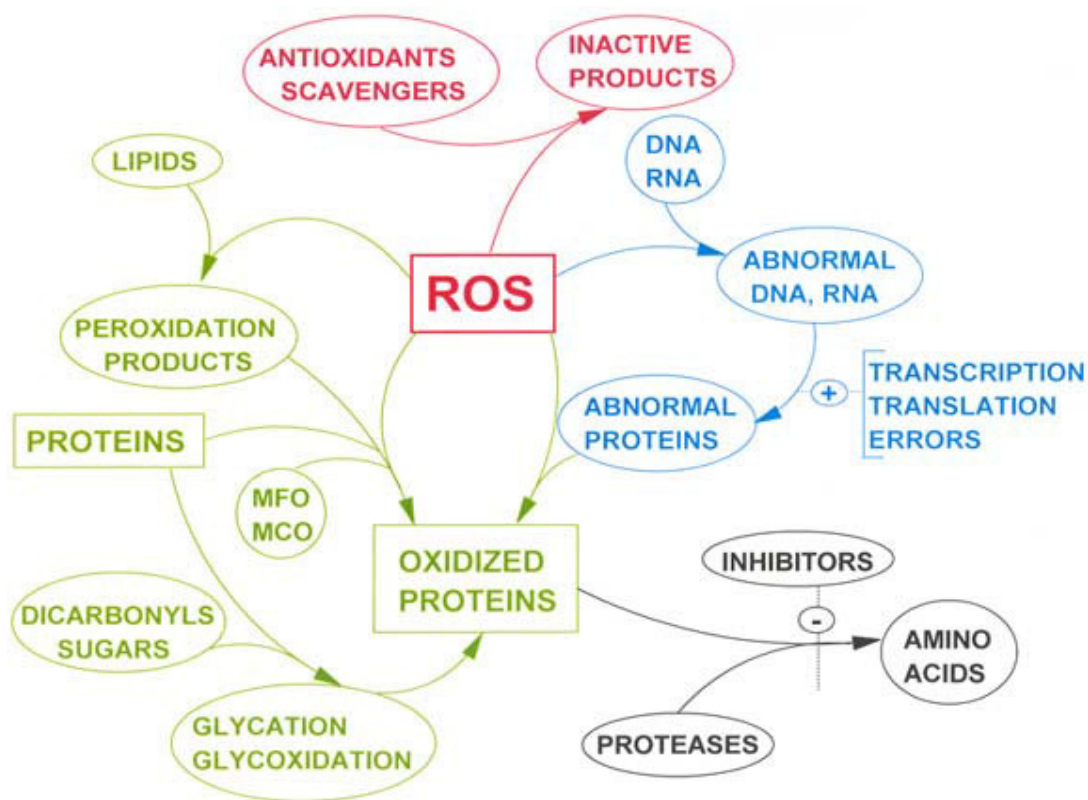 ANTIOXIDANTS
SCAVENGERS
INACTIVE
PRODUCTS
DNA
RNA
LIPIDS
ABNORMAL
DNA, RNA
ROS
PEROXIDATION
PRODUCTS
TRANSCRIPTION
TRANSLATION
ERRORS
+
ABNORMAL
PROTEINS
PROTEINS
MFO
MCO
OXIDIZED
PROTEINS
INHIBITORS
-
DICARBONYLS
SUGARS
AMINO
ACIDS
GLYCATION
GLYCOXIDATION
PROTEASES